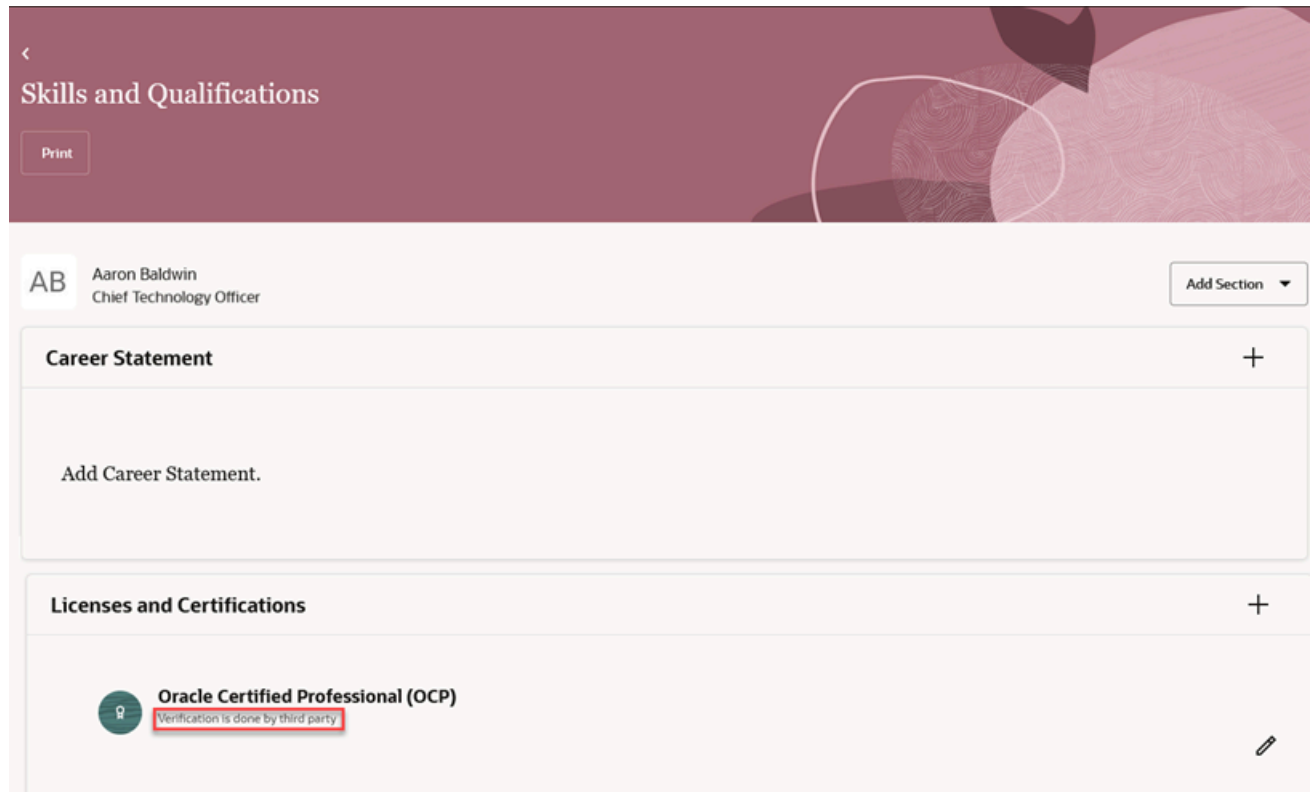 Skills and Qualifications
Print
AB
Aaron Baldwin
Chief Technology Officer
Add Section
Career Statement
Add Career Statement.
Licenses and Certifications
Oracle Certified Professional (OCP)
Verification is done by third party